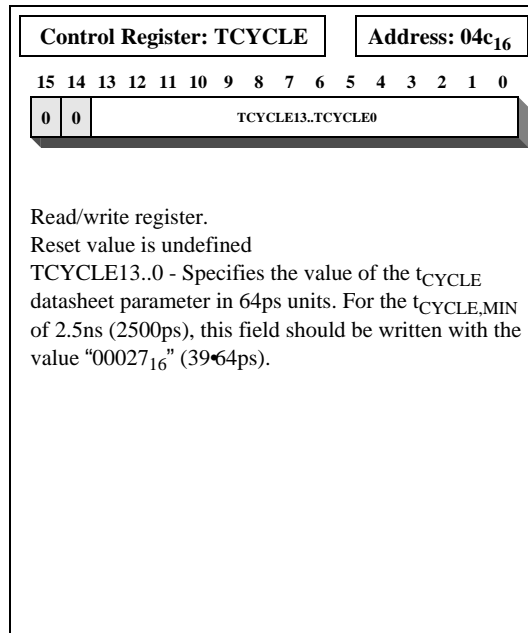 Control Register: TCYCLE Address: 04c16
15 14 13 12 11 10 9 8 7 6 5 4 3 2 1 0
0 0 TCYCLE13..TCYCLE0
Read/write register.
Reset value is undefined
TCYCLE13..0 - Specifies the value of the tCYCLE
datasheet parameter in 64ps units. For the tCYCLE,MIN
of 2.5ns (2500ps), this field should be written with the
value “0002716” (39•64ps).